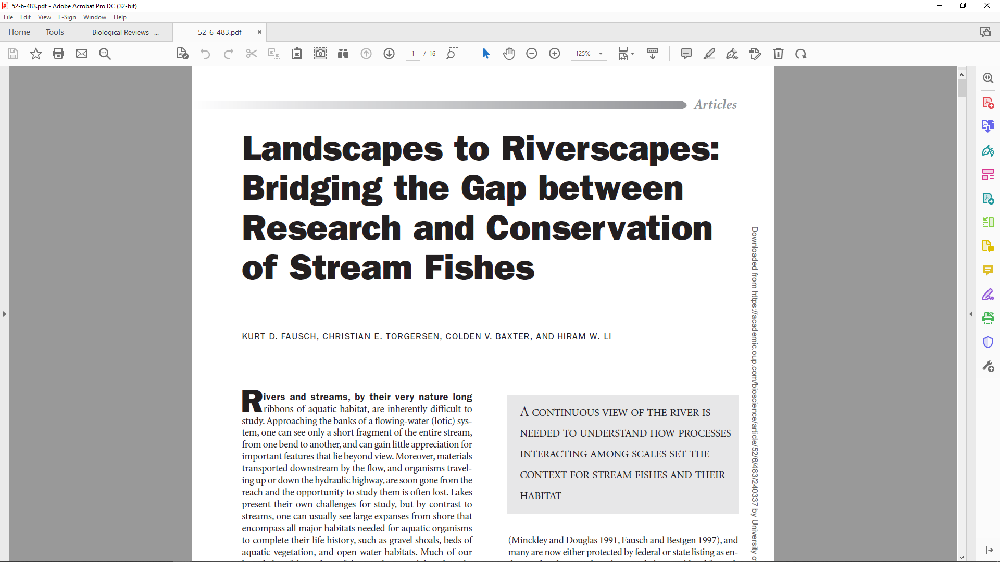 52-6-483.pdf - Adobe Acrobat Pro DC (32-bit)
File Edit View E-Sign Window Help
Home Tools Biological Reviews -... 52-6-483.pdf
1 / 16 125%
Articles
Landscapes to Riverscapes:
Bridging the Gap between
Research and Conservation
of Stream Fishes
KURT D. FAUSCH, CHRISTIAN E. TORGERSEN, COLDEN V. BAXTER, AND HIRAM W. LI
Rivers and streams, by their very nature long
ribbons of aquatic habitat, are inherently difficult to
study. Approaching the banks of a flowing-water (lotic) sys-
tem, one can see only a short fragment of the entire stream,
from one bend to another, and can gain little appreciation for
important features that lie beyond view. Moreover, materials
transported downstream by the flow, and organisms travel-
ing up or down the hydraulic highway, are soon gone from the
reach and the opportunity to study them is often lost. Lakes
present their own challenges for study, but by contrast to
streams, one can usually see large expanses from shore that
encompass all major habitats needed for aquatic organisms
to complete their life history, such as gravel shoals, beds of
aquatic vegetation, and open water habitats. Much of our
A CONTINUOUS VIEW OF THE RIVER IS
NEEDED TO UNDERSTAND HOW PROCESSES
INTERACTING AMONG SCALES SET THE
CONTEXT FOR STREAM FISHES AND THEIR
HABITAT
(Minckley and Douglas 1991, Fausch and Bestgen 1997), and
many are now either protected by federal or state listing as en-
Downloaded from https://academic.oup.com/bioscience/article/52/6/483/240337 by University